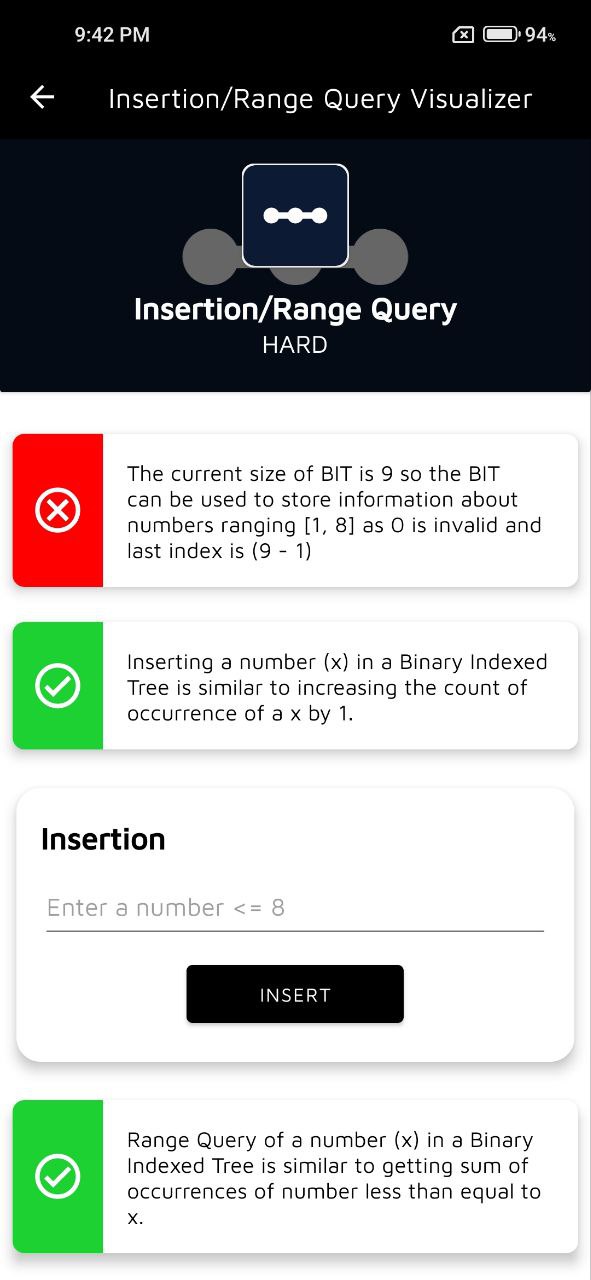 9:42 PM 94%
Insertion/Range Query Visualizer
Insertion/Range Query
HARD
The current size of BIT is 9 so the BIT
can be used to store information about
numbers ranging [1, 8] as 0 is invalid and
last index is (9 - 1)
Inserting a number (x) in a Binary Indexed
Tree is similar to increasing the count of
occurrence of a x by 1.
Insertion
Enter a number <= 8
INSERT
Range Query of a number (x) in a Binary
Indexed Tree is similar to getting sum of
occurrences of number less than equal to
x.